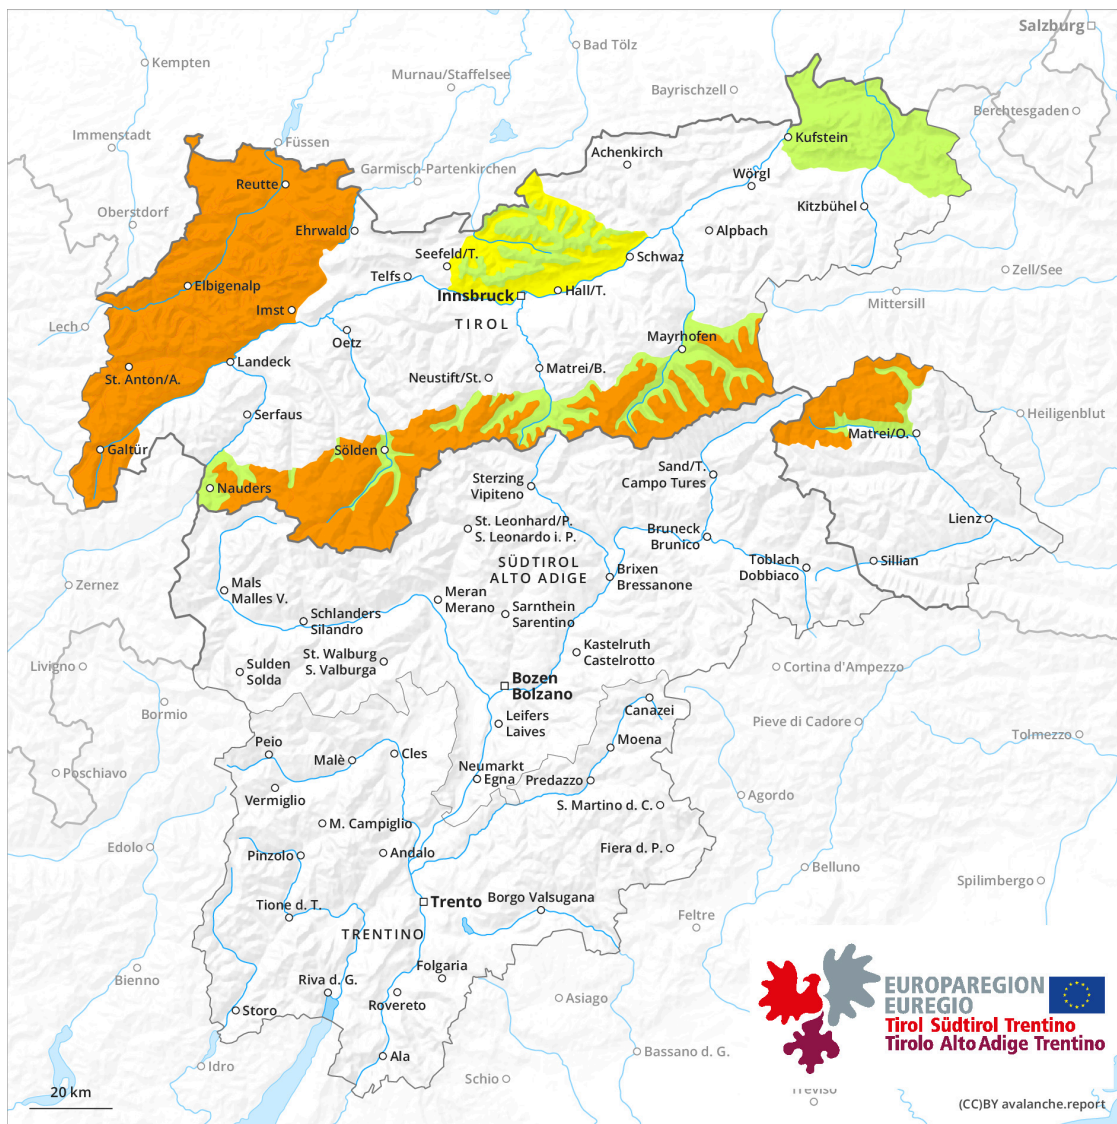 Salzburg
Bad Tölz
Kempten
Murnau/Staffelsee
Bayrischzell
Berchtesgaden
Immenstadt
Füssen
Kufstein
Achenkirch
Garmisch-Partenkirchen
Wörgl
Reutte
Kitzbühel
Oberstdorf
Ehrwald
Alpbach
Seefeld/T.
Schwaz
Zell/See
Telfs
Elbigenalp
Hall/T.
Innsbruck
Mittersill
Imst
Lech
TIROL
Oetz
Mayrhofen
Landeck
Matrei/B.
St. Anton/A.
Neustift/St.
Serfaus
Heiligenblut
Matrei/O.
Galtür
Sölden
Sand/T.
Campo Tures
Sterzing
Vipiteno
Nauders
Lienz
St. Leonhard/P.
S. Leonardo i. P.
Bruneck
Brunico
SÜDTIROL
ALTO ADIGE
Toblach
Dobbiaco
Sillian
Brixen
Bressanone
Zernez
Mals
Malles V.
Meran
Merano
Sarnthein
Sarentino
Schlanders
Silandro
Kastelruth
Castelrotto
St. Walburg
S. Valburga
Livigno
Sulden
Solda
Cortina d'Ampezzo
Bozen
Bolzano
Bormio
Canazei
Leifers
Laives
Pieve di Cadore
Tolmezzo
Peio
Moena
Malè
Cles
Poschiavo
Neumarkt
Egna
Predazzo
Vermiglio
Agordo
S. Martino d. C.
M. Campiglio
Edolo
Pinzolo
Andalo
Fiera d. P.
Belluno
Spilimbergo
Tione d. T.
Trento
Borgo Valsugana
Feltre
TRENTINO
Folgaria
Bienno
Riva d. G.
Rovereto
Asiago
Storo
EUROPAREGION
EUREGIO
Tirol Südtirol Trentino
Tirolo Alto Adige Trentino
Ala
Bassano d. G.
Idro
Schio
Treviso
20 km
(CC)BY avalanche.report